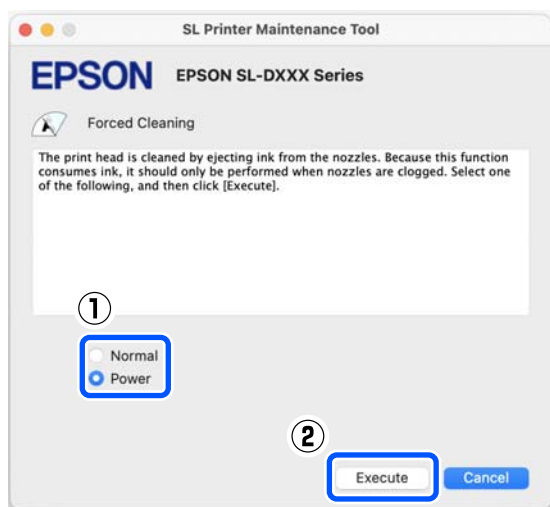 SL Printer Maintenance Tool
EPSON EPSON SL-DXXX Series
Forced Cleaning
The print head is cleaned by ejecting ink from the nozzles. Because this function
consumes ink, it should only be performed when nozzles are clogged. Select one
of the following, and then click [Execute].
①
Normal
Power
②
Execute Cancel